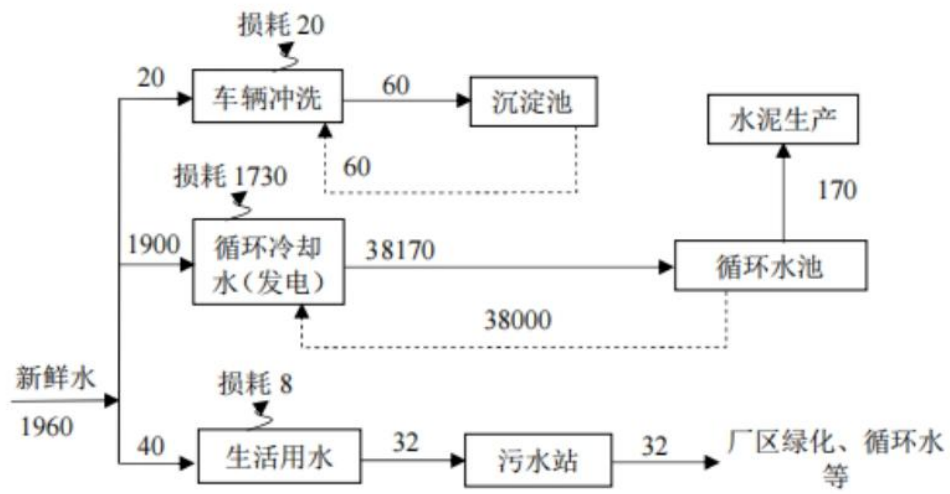 损耗 20
20
车辆冲洗
60
沉淀池
水泥生产
60
损耗 1730
170
1900
循环冷却
水（发电）
38170
循环水池
38000
新鲜水
1960
损耗 8
40
生活用水
32
污水站
32
厂区绿化、循环水
等